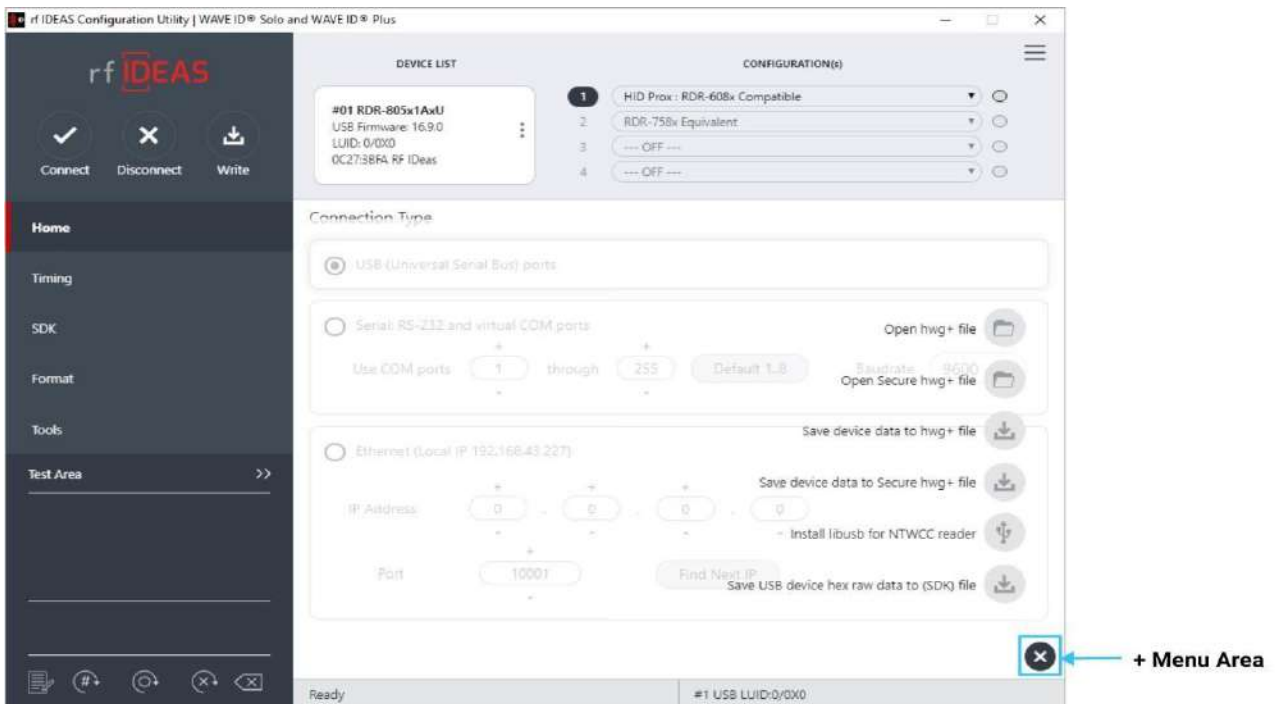 rf IDEAS Configuration Utility | WAVE ID® Solo and WAVE ID® Plus
rf IDEAS
Connect Disconnect Write
Home
Timing
SDK
Format
Tools
Test Area >>
DEVICE LIST
#01 RDR-805x1AxU
USB Firmware: 16.9.0
LUID: 0/0X0
0C27:3BFA RF IDeas
CONFIGURATION(s)
1 HID Prox : RDR-608x Compatible
2 RDR-758x Equivalent
3 --- OFF ---
4 --- OFF ---
Connection Type
USB (Universal Serial Bus) ports
Serial: RS-232 and virtual COM ports
Use COM ports 1 through 255 Default 1..8 Baudrate 9600
Ethernet (Local IP 192.168.43.227)
IP Address 0 . 0 . 0 . 0
Port 10001 Find Next IP
Open hwg+ file
Open Secure hwg+ file
Save device data to hwg+ file
Save device data to Secure hwg+ file
Install libusb for NTWCC reader
Save USB device hex raw data to (SDK) file
+ Menu Area
Ready #1 USB LUID:0/0X0